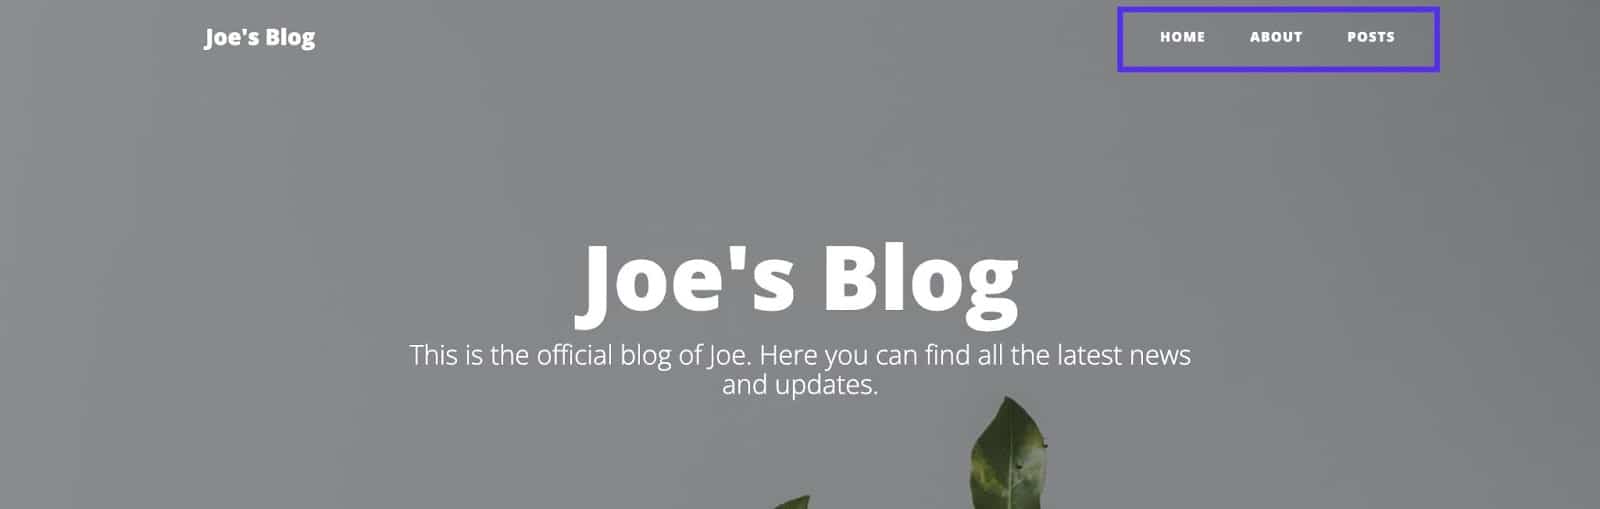 Joe's Blog
HOME ABOUT POSTS
Joe's Blog
This is the official blog of Joe. Here you can find all the latest news
and updates.